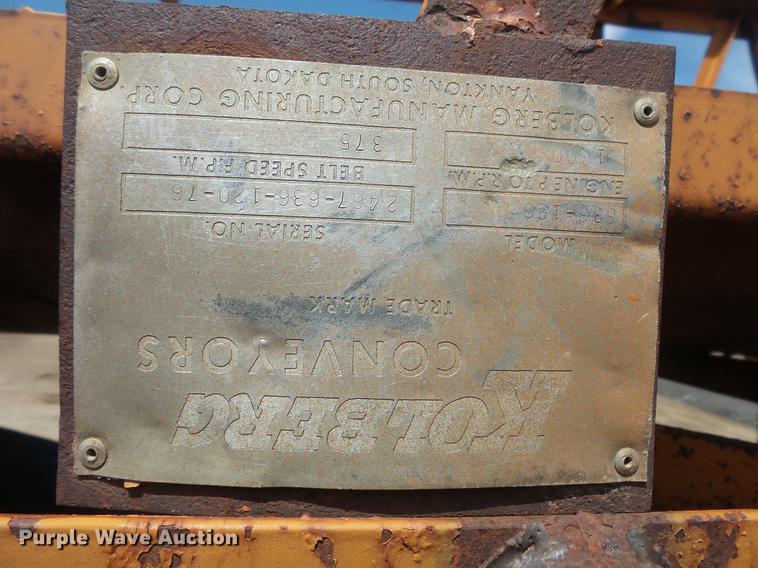 KOLBERG
CONVEYORS
TRADE MARK
MODEL SERIAL NO.
636-120 2467-636-120-76
ENGINE P T O R.P.M. BELT SPEED F.P.M.
375
KOLBERG MANUFACTURING CORP.
YANKTON, SOUTH DAKOTA
Purple Wave Auction